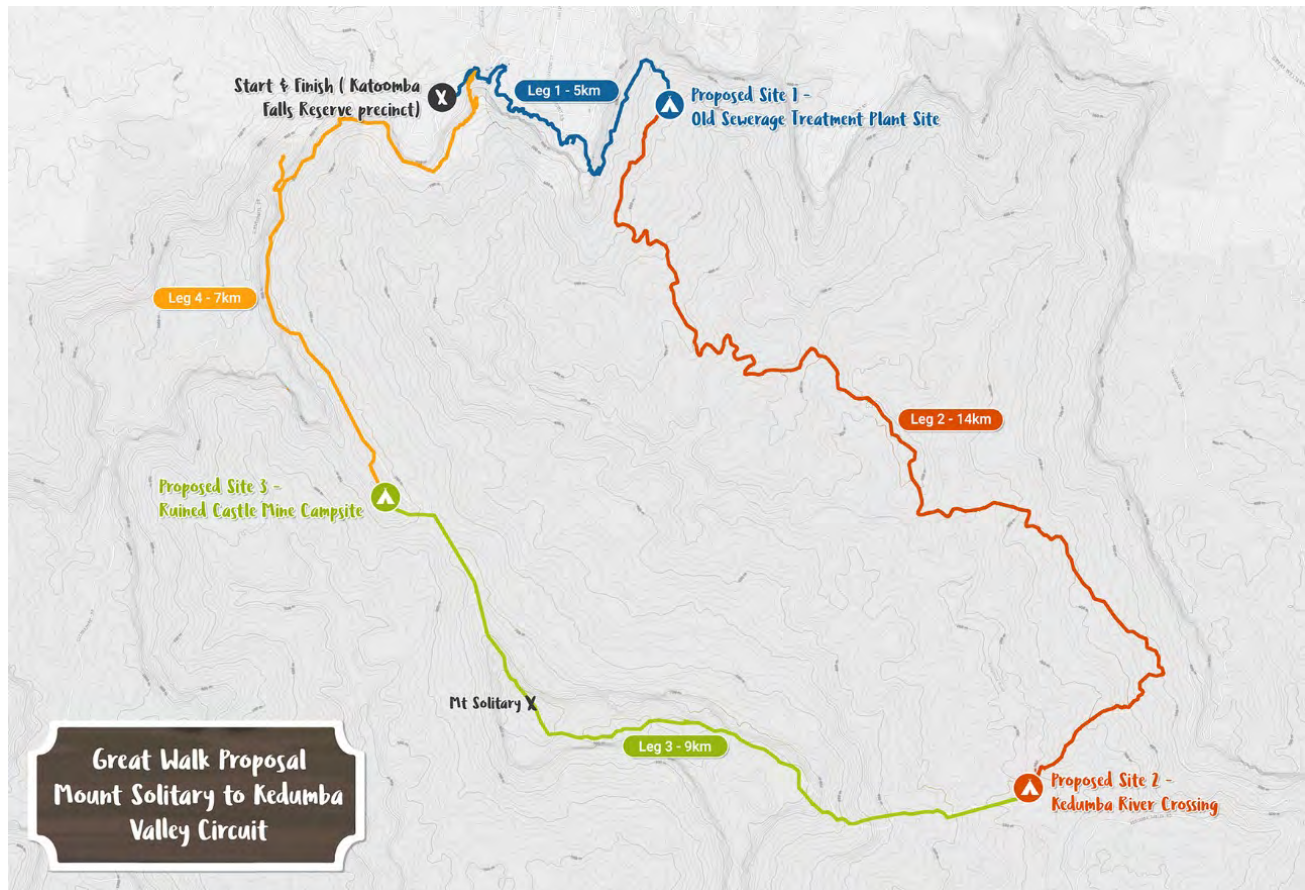 Start & Finish ( Katoomba
Falls Reserve precinct)
Leg 1 - 5km
Proposed Site 1 -
Old Sewerage Treatment Plant Site
Leg 4 - 7km
Leg 2 - 14km
Proposed Site 3 -
Ruined Castle Mine Campsite
Mt Solitary X
Leg 3 - 9km
Proposed Site 2 -
Kedumba River Crossing
Great Walk Proposal
Mount Solitary to Kedumba
Valley Circuit